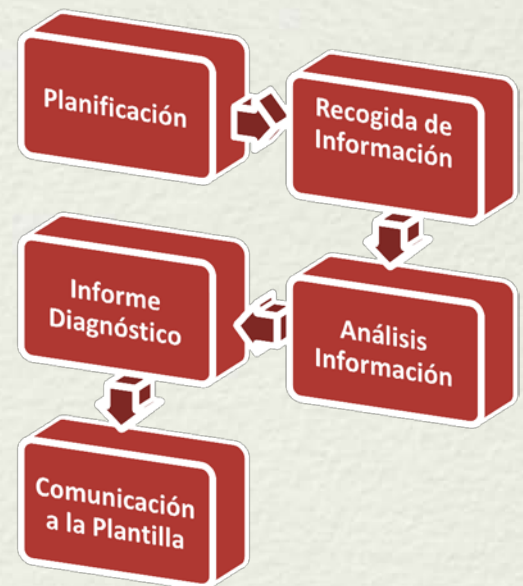 Planificación
Recogida de
Información
Análisis
Información
Informe
Diagnóstico
Comunicación
a la Plantilla